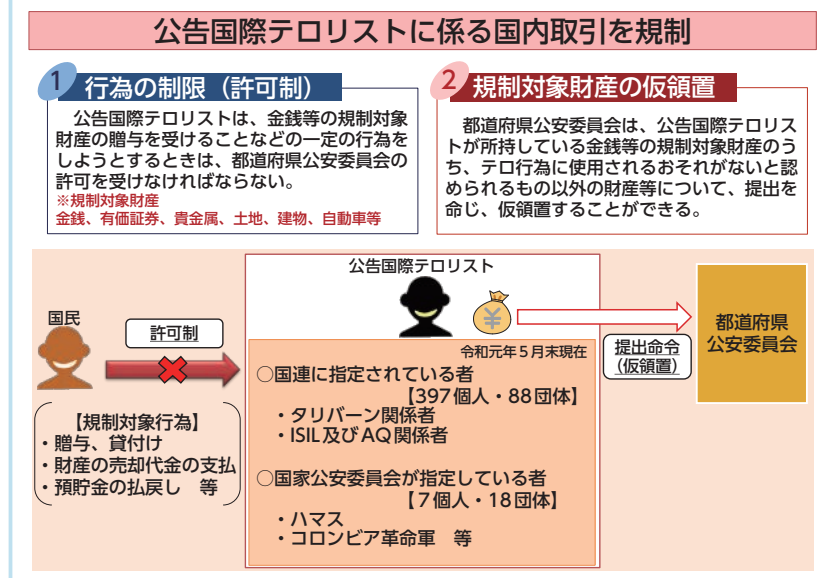 公告国際テロリストに係る国内取引を規制
1 行為の制限（許可制）
公告国際テロリストは、金銭等の規制対象
財産の贈与を受けることなどの一定の行為を
しようとするときは、都道府県公安委員会の
許可を受けなければならない。
※規制対象財産
金銭、有価証券、貴金属、土地、建物、自動車等
2 規制対象財産の仮領置
都道府県公安委員会は、公告国際テロリス
トが所持している金銭等の規制対象財産のう
ち、テロ行為に使用されるおそれがないと認
められるもの以外の財産等について、提出を
命じ、仮領置することができる。
国民
許可制
【規制対象行為】
・贈与、貸付け
・財産の売却代金の支払
・預貯金の払戻し　等
公告国際テロリスト
¥
令和元年５月末現在
○国連に指定されている者
【397個人・88団体】
・タリバーン関係者
・ISIL及びAQ関係者
○国家公安委員会が指定している者
【７個人・18団体】
・ハマス
・コロンビア革命軍　等
提出命令
（仮領置）
都道府県
公安委員会